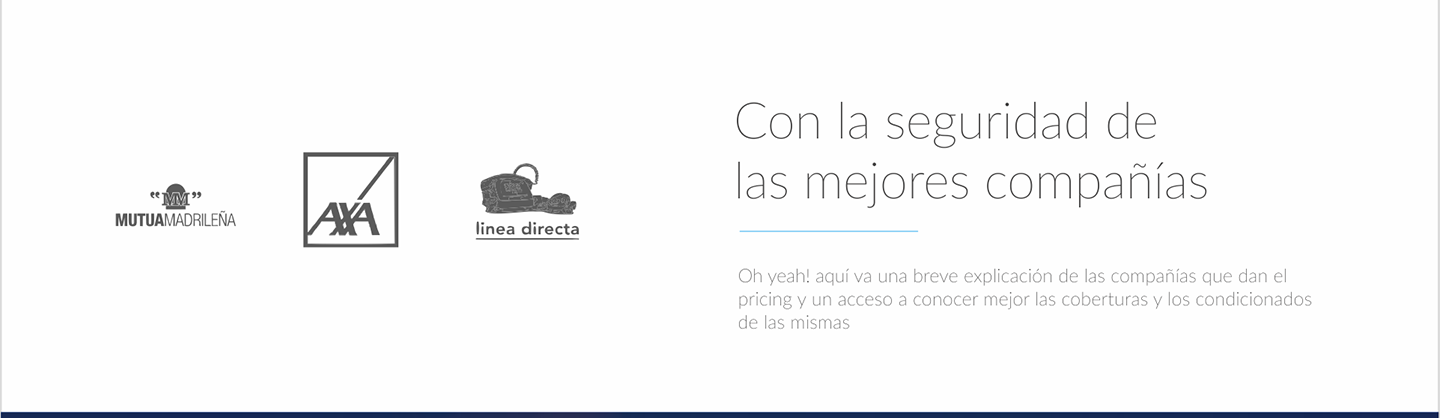 Con la seguridad de
las mejores compañías
"MM"
MUTUAMADRILEÑA
AXA
linea directa
Oh yeah! aquí va una breve explicación de las compañías que dan el
pricing y un acceso a conocer mejor las coberturas y los condicionados
de las mismas